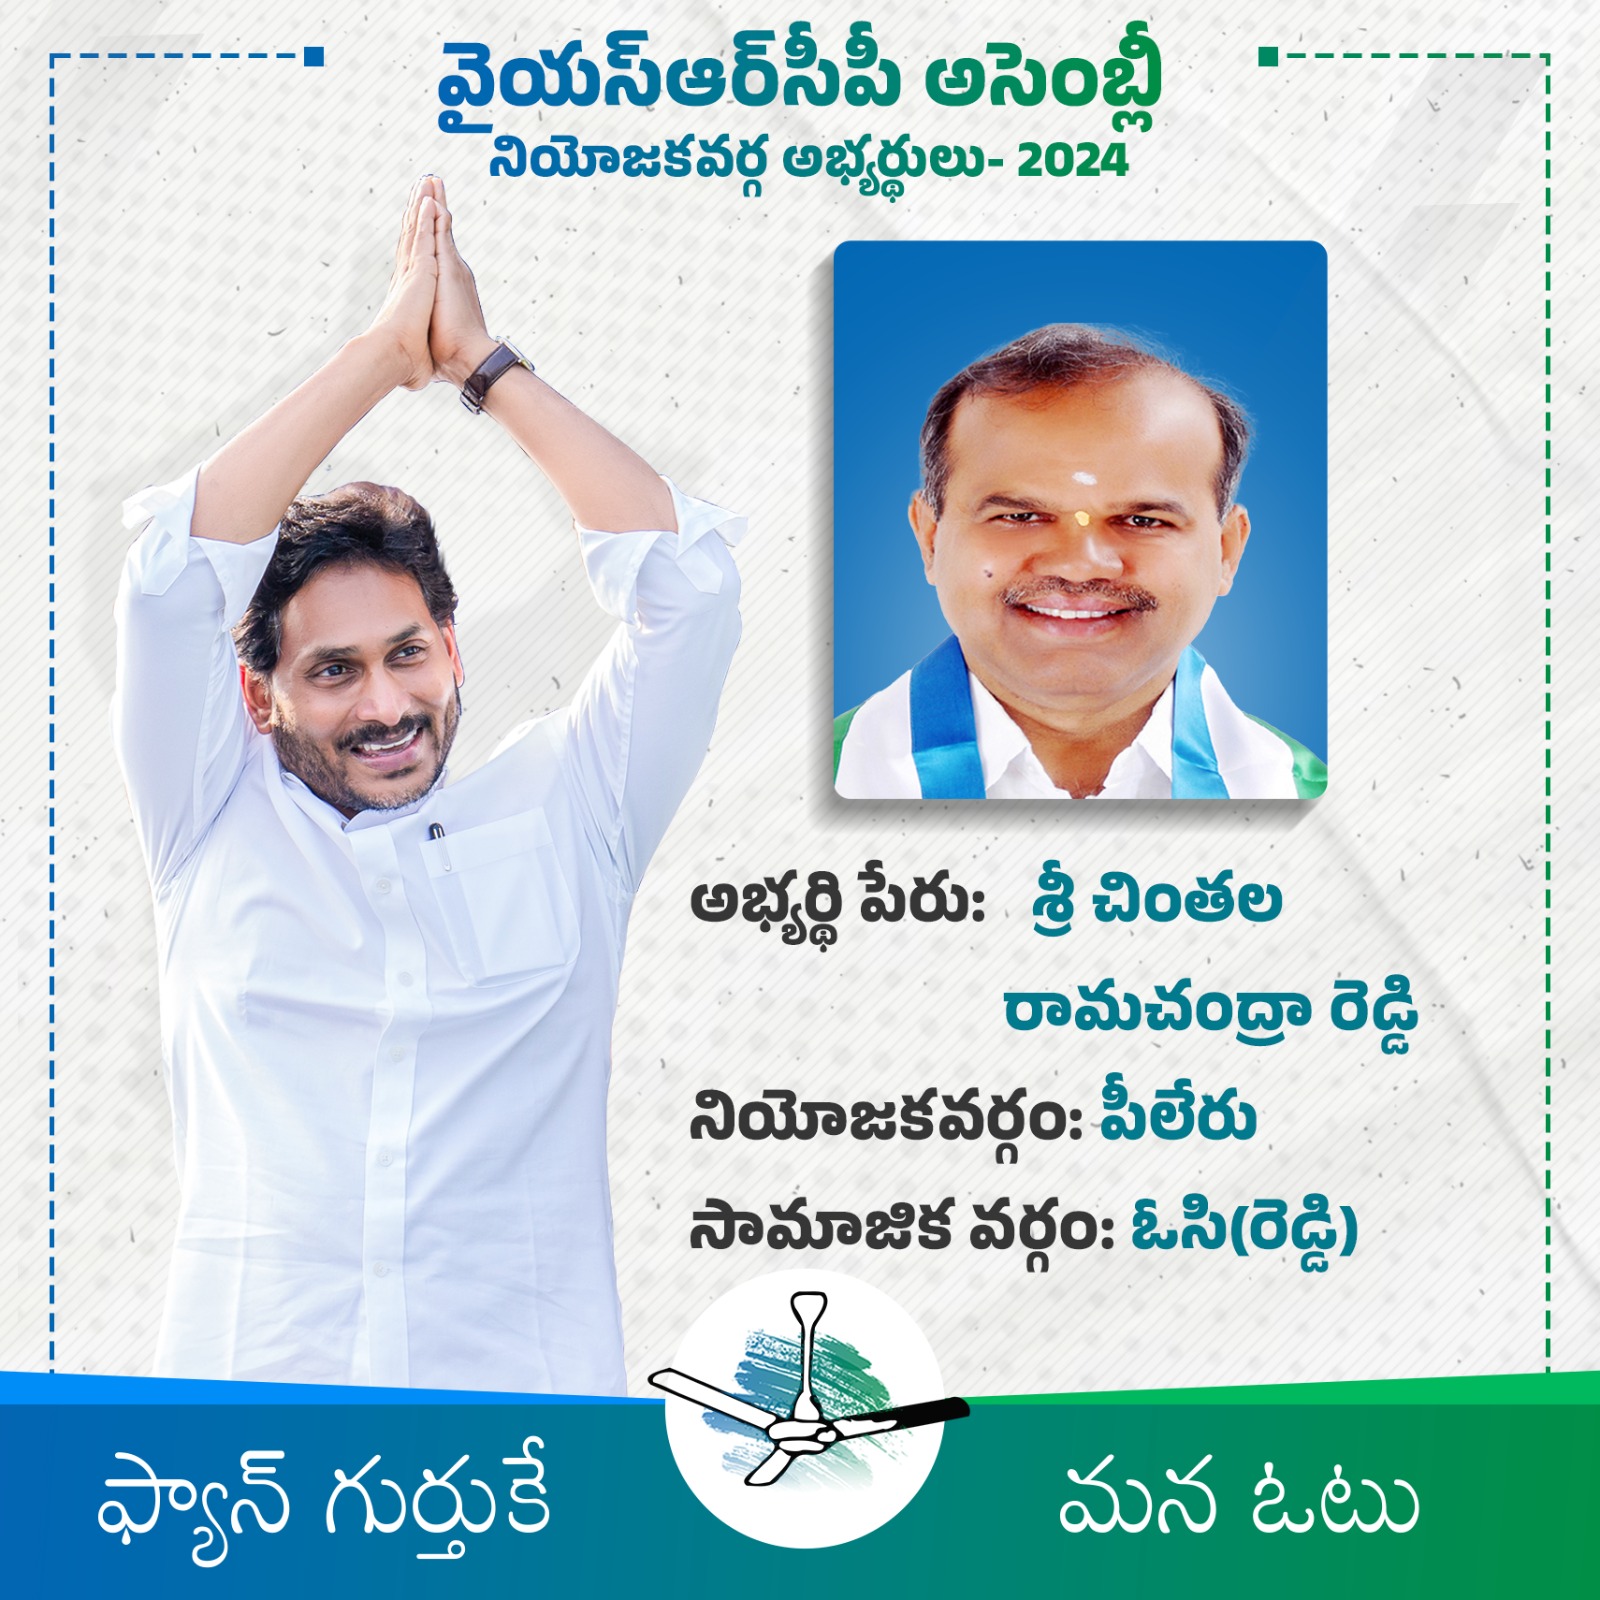 వైయస్ఆర్‌సీపీ అసెంబ్లీ
నియోజకవర్గ అభ్యర్థులు- 2024
అభ్యర్థి పేరు: శ్రీ చింతల
రామచంద్రా రెడ్డి
నియోజకవర్గం: పీలేరు
సామాజిక వర్గం: ఓసి(రెడ్డి)
ఫ్యాన్ గుర్తుకే మన ఓటు